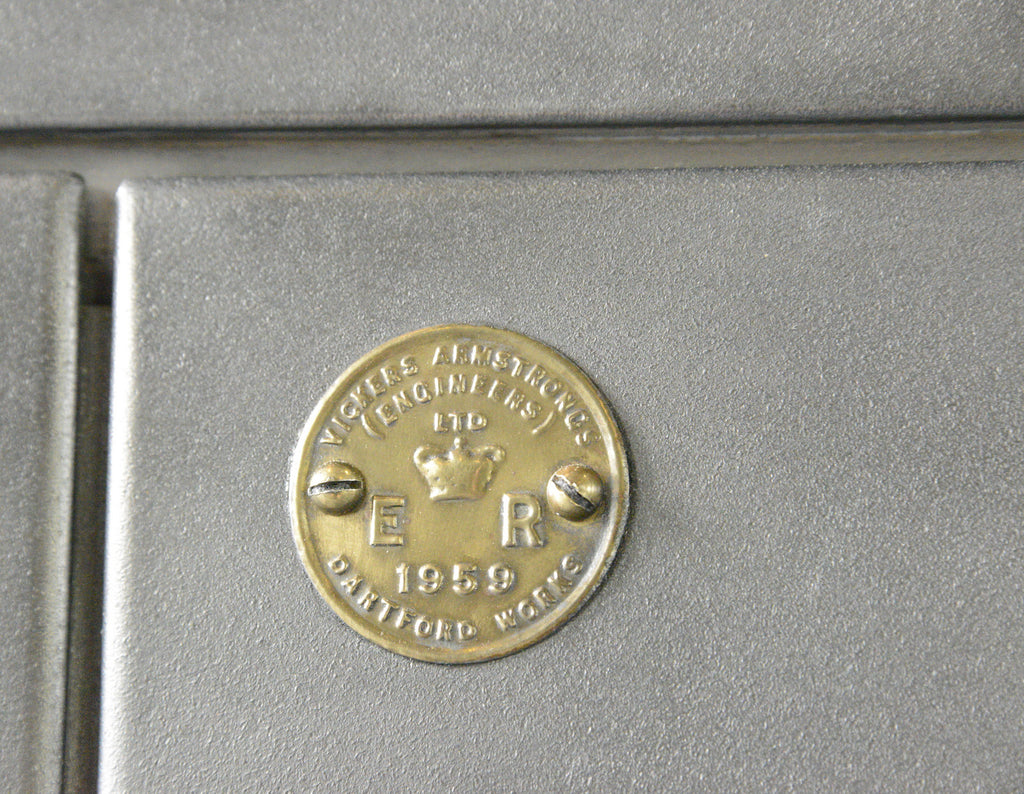 VICKERS ARMSTRONGS
(ENGINEERS)
LTD
E R
1959
DARTFORD WORKS